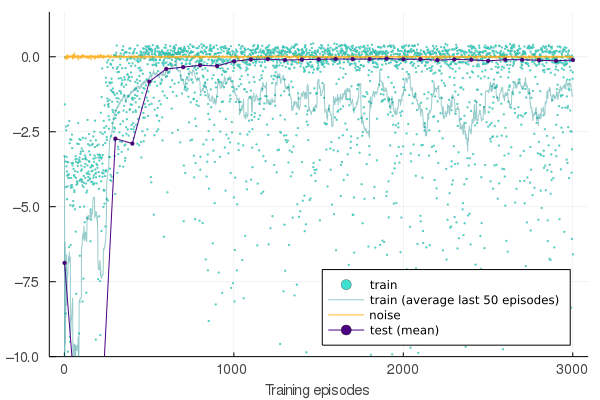 0.0
−2.5
−5.0
−7.5
−10.0
train
train (average last 50 episodes)
noise
test (mean)
0 1000 2000 3000
Training episodes